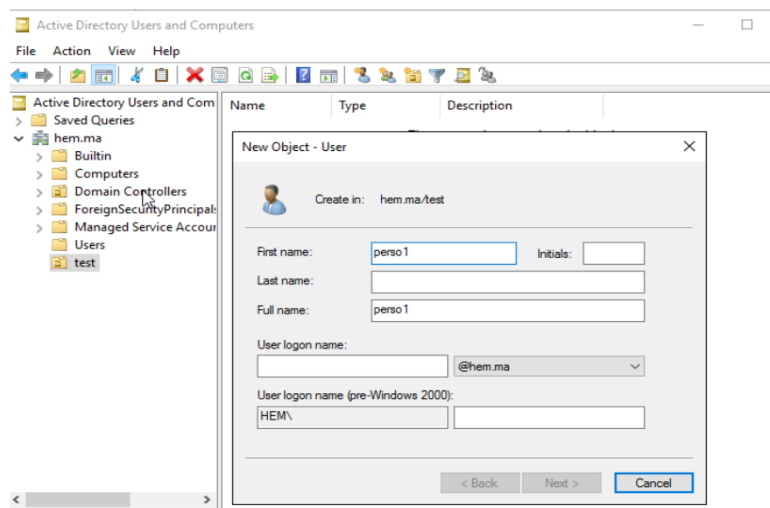 Active Directory Users and Computers
File Action View Help
Active Directory Users and Com
Name Type Description
Saved Queries
hem.ma
Builtin
Computers
Domain Controllers
ForeignSecurityPrincipals
Managed Service Accour
Users
test
New Object - User
Create in: hem.ma/test
First name: perso1 Initials:
Last name:
Full name: perso1
User logon name:
@hem.ma
User logon name (pre-Windows 2000):
HEM\
< Back Next > Cancel